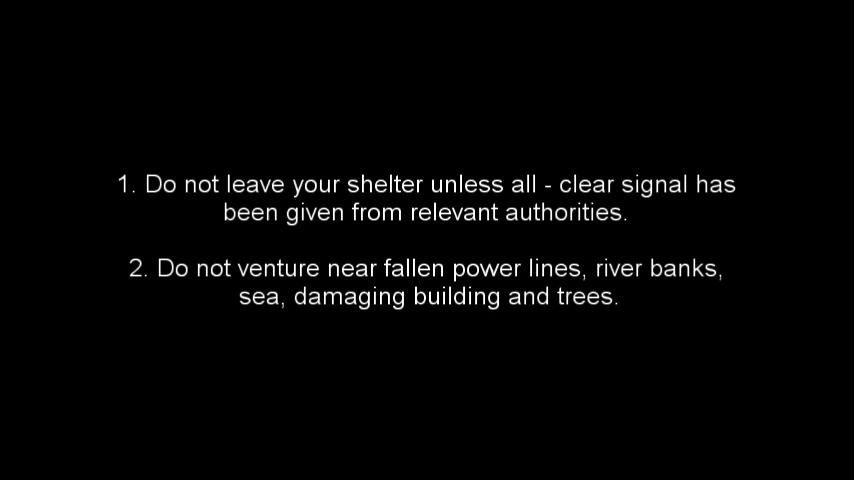 1. Do not leave your shelter unless all - clear signal has
been given from relevant authorities.
2. Do not venture near fallen power lines, river banks,
sea, damaging building and trees.